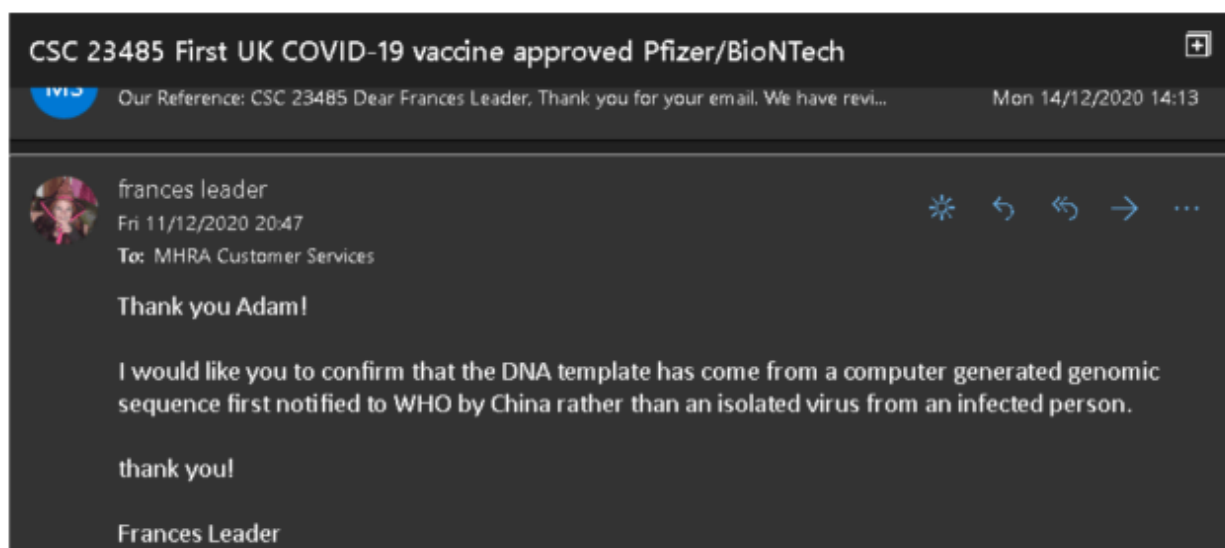 CSC 23485 First UK COVID-19 vaccine approved Pfizer/BioNTech
MS
Our Reference: CSC 23485 Dear Frances Leader, Thank you for your email. We have revi... Mon 14/12/2020 14:13
frances leader
Fri 11/12/2020 20:47
To: MHRA Customer Services
Thank you Adam!
I would like you to confirm that the DNA template has come from a computer generated genomic
sequence first notified to WHO by China rather than an isolated virus from an infected person.
thank you!
Frances Leader